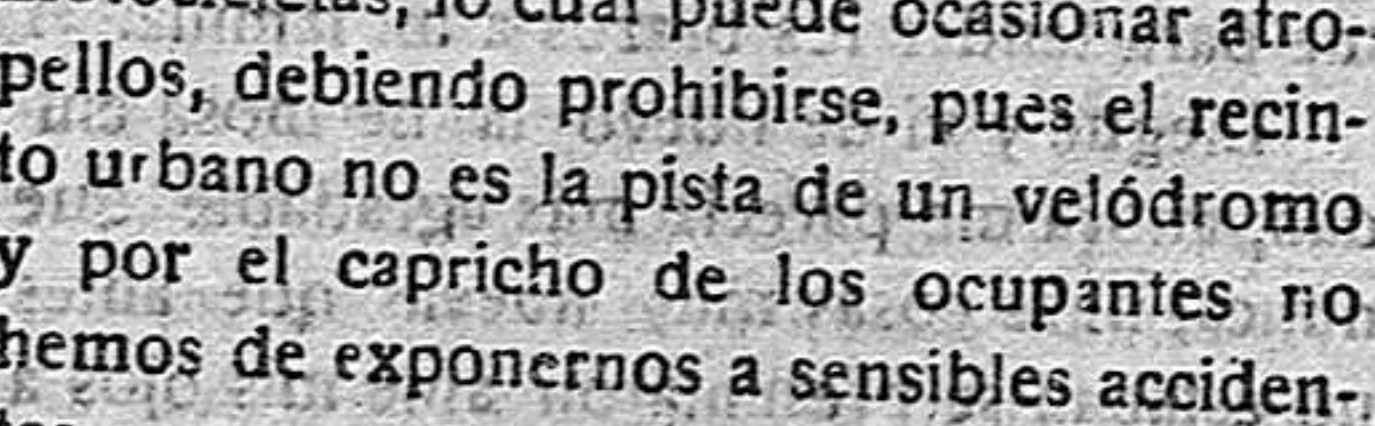 lo cual puede ocasionar atro-
pellos, debiendo prohibirse, pues el recin-
to urbano no es la pista de un velódromo
y por el capricho de los ocupantes no
hemos de exponernos a sensibles acciden-